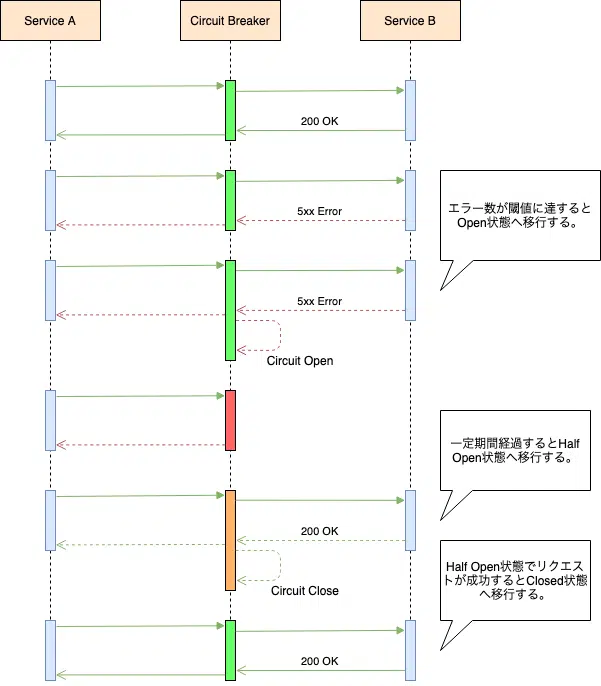 Service A
Circuit Breaker
Service B
200 OK
5xx Error
エラー数が閾値に達すると
Open状態へ移行する。
5xx Error
Circuit Open
一定期間経過するとHalf
Open状態へ移行する。
200 OK
Circuit Close
Half Open状態でリクエス
トが成功するとClosed状態
へ移行する。
200 OK